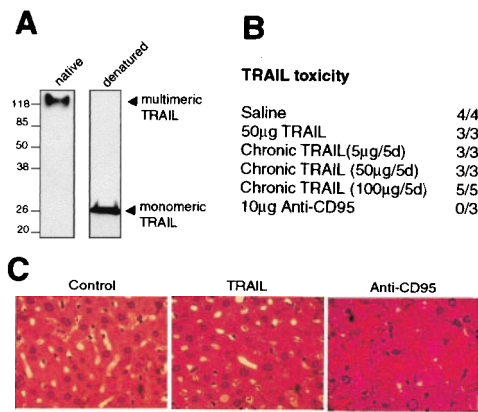 A
native
denatured
118
85
50
38
26
20
multimeric
TRAIL
monomeric
TRAIL
B
TRAIL toxicity
Saline 4/4
50µg TRAIL 3/3
Chronic TRAIL(5µg/5d) 3/3
Chronic TRAIL (50µg/5d) 3/3
Chronic TRAIL (100µg/5d) 5/5
10µg Anti-CD95 0/3
C
Control
TRAIL
Anti-CD95